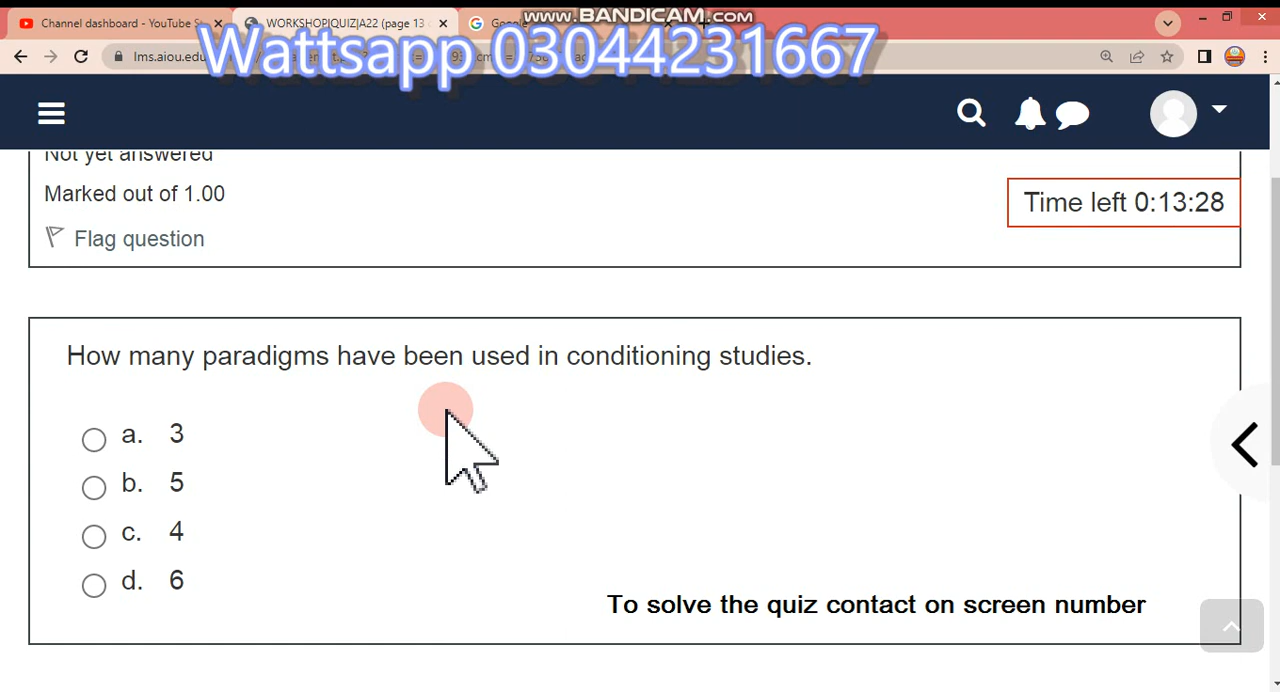 www.BANDICAM.com
Channel dashboard - YouTube S
WORKSHOP|QUIZ|A22 (page 13
Wattsapp 03044231667
lms.aiou.edu
Not yet answered
Marked out of 1.00
Time left 0:13:28
Flag question
How many paradigms have been used in conditioning studies.
a. 3
b. 5
c. 4
d. 6
To solve the quiz contact on screen number